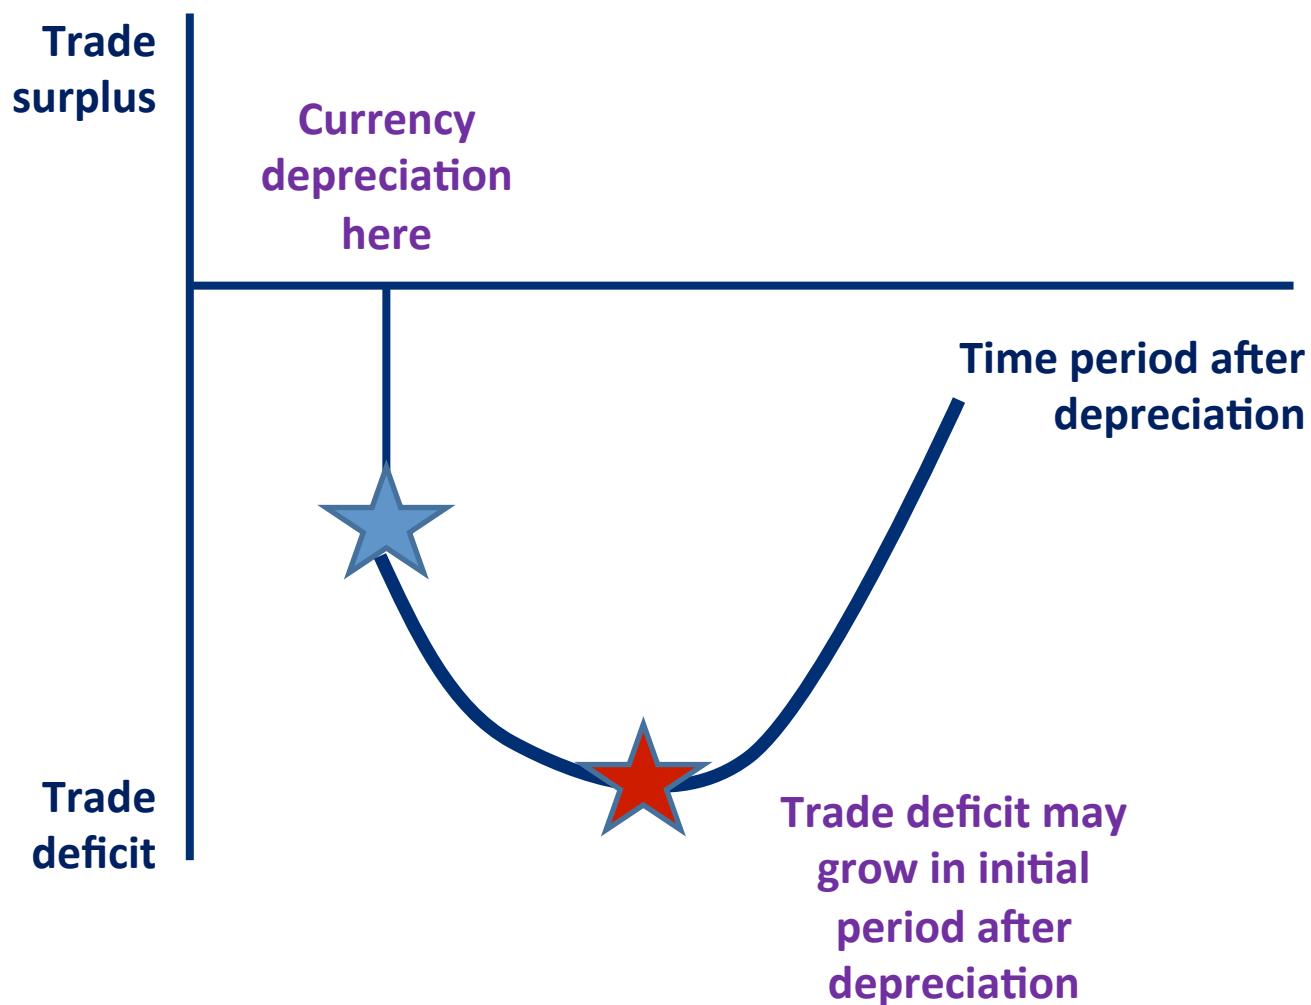 Trade
surplus
Currency
depreciation
here
Time period after
depreciation
Trade
deficit
Trade deficit may
grow in initial
period after
depreciation